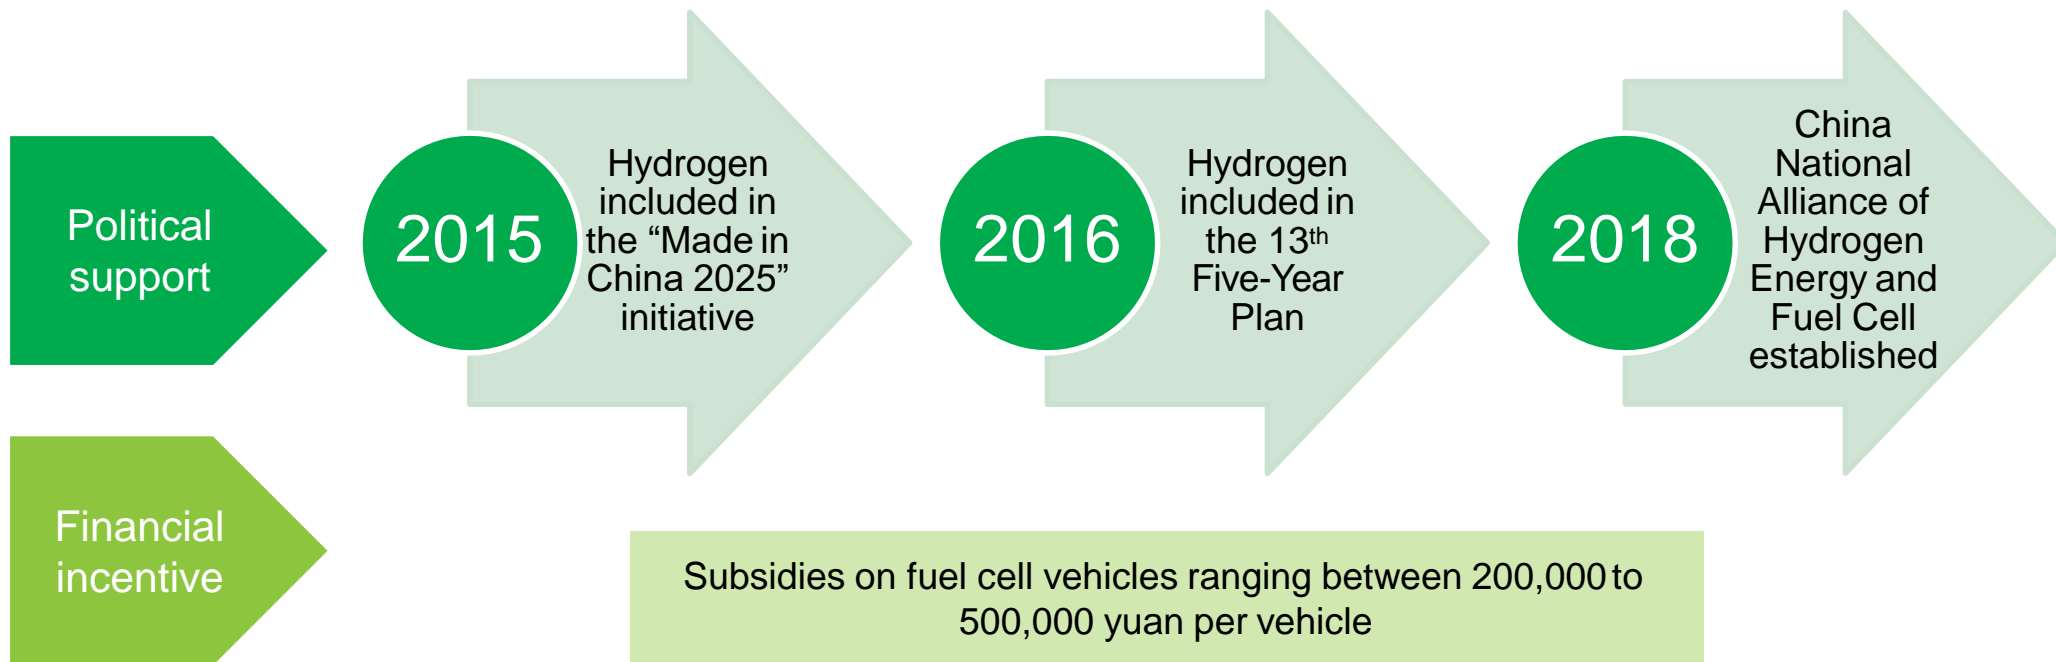 Political
support
2015
Hydrogen
included in
the “Made in
China 2025”
initiative
2016
Hydrogen
included in
the 13th
Five-Year
Plan
2018
China
National
Alliance of
Hydrogen
Energy and
Fuel Cell
established
Financial
incentive
Subsidies on fuel cell vehicles ranging between 200,000 to
500,000 yuan per vehicle